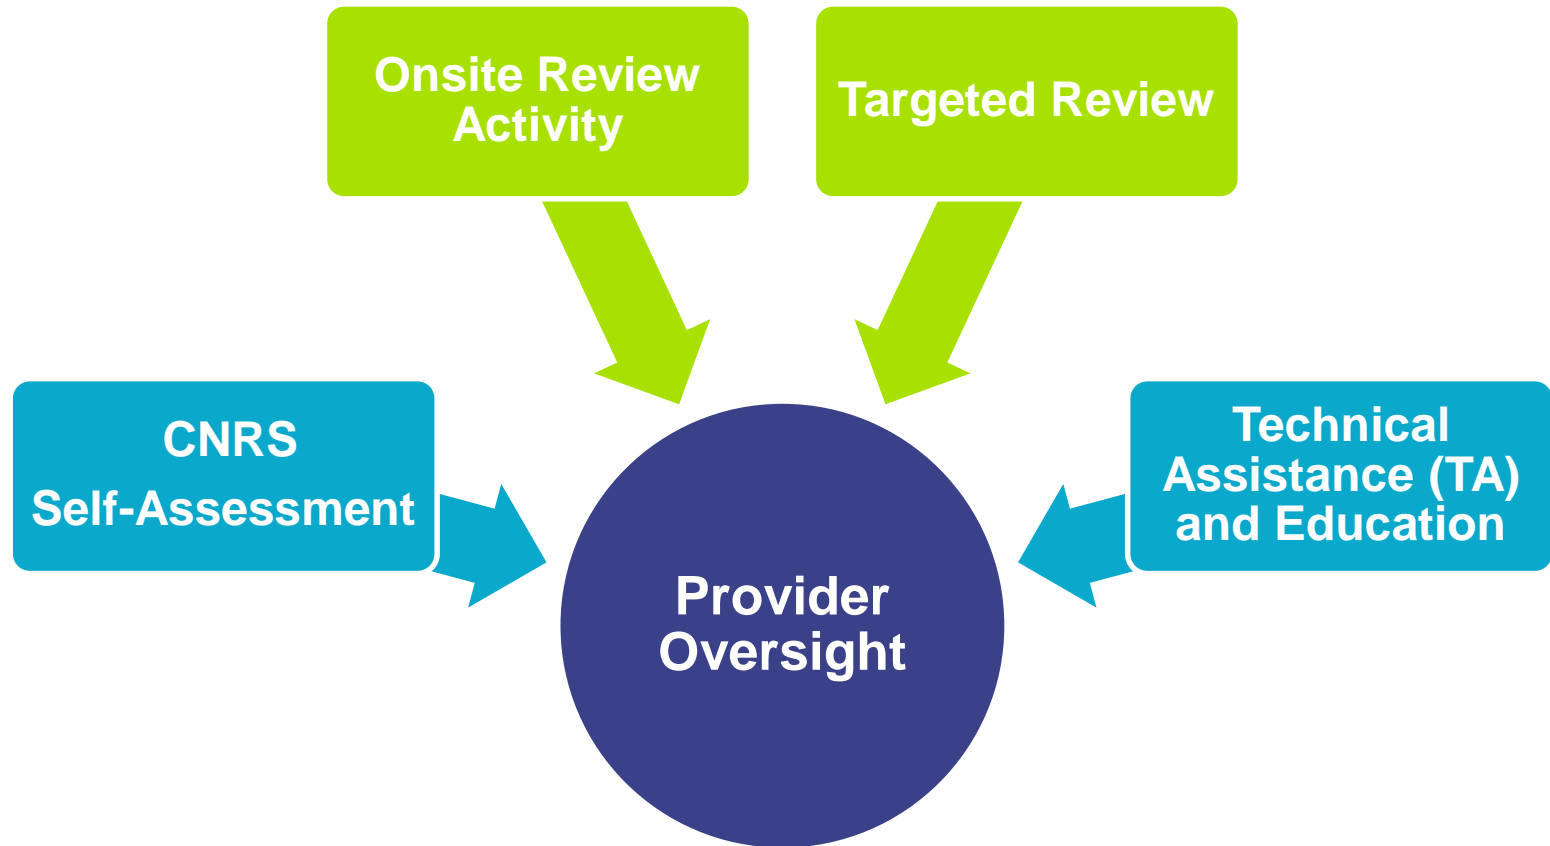 Onsite Review
Activity
Targeted Review
CNRS
Self-Assessment
Technical
Assistance (TA)
and Education
Provider
Oversight